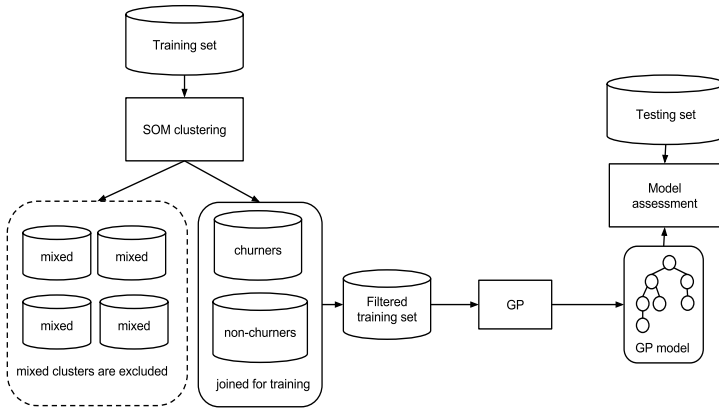 Training set
SOM clustering
mixed
mixed
mixed
mixed
mixed clusters are excluded
churners
non-churners
joined for training
Filtered
training set
GP
Testing set
Model
assessment
GP model